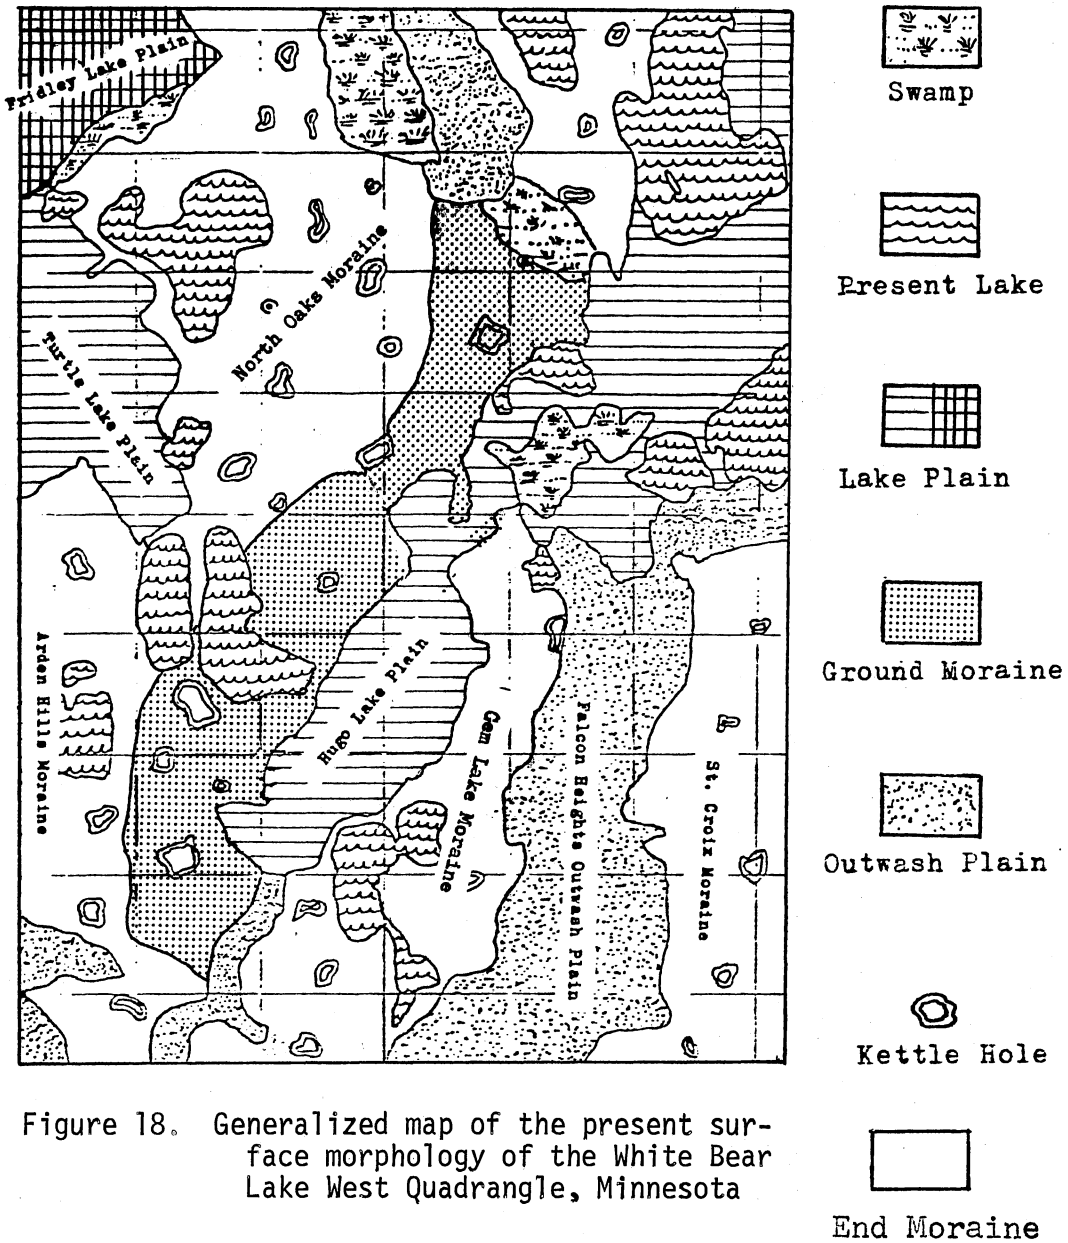 Fridley Lake Plain
North Oaks Moraine
Turtle Lake Plain
Arden Hills Moraine
Hugo Lake Plain
Gem Lake Moraine
Falcon Heights Outwash Plain
St. Croix Moraine
Swamp
Present Lake
Lake Plain
Ground Moraine
Outwash Plain
Kettle Hole
End Moraine
Figure 18. Generalized map of the present sur-
face morphology of the White Bear
Lake West Quadrangle, Minnesota